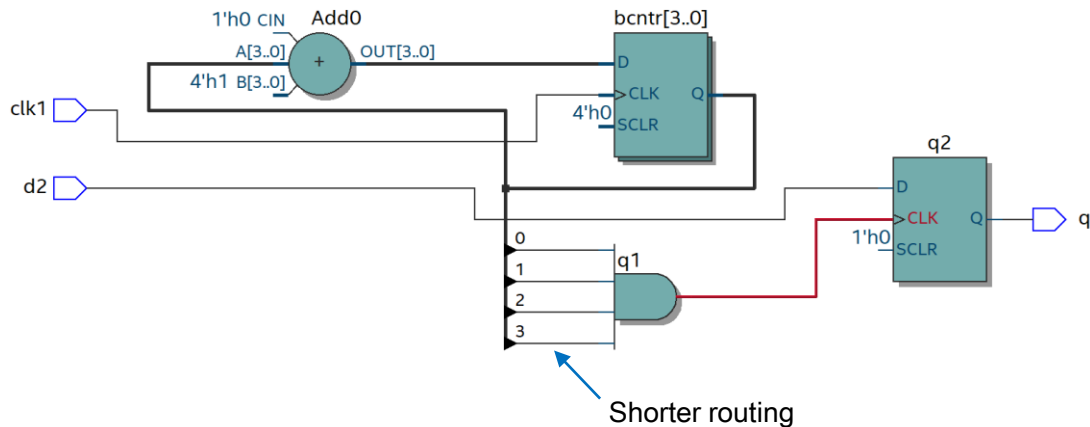 1'h0 CIN
Add0
A[3..0]
OUT[3..0]
+
4'h1 B[3..0]
bcntr[3..0]
D
CLK
Q
4'h0
SCLR
clk1
d2
q2
D
CLK
Q
1'h0
SCLR
q
0
q1
1
2
3
Shorter routing